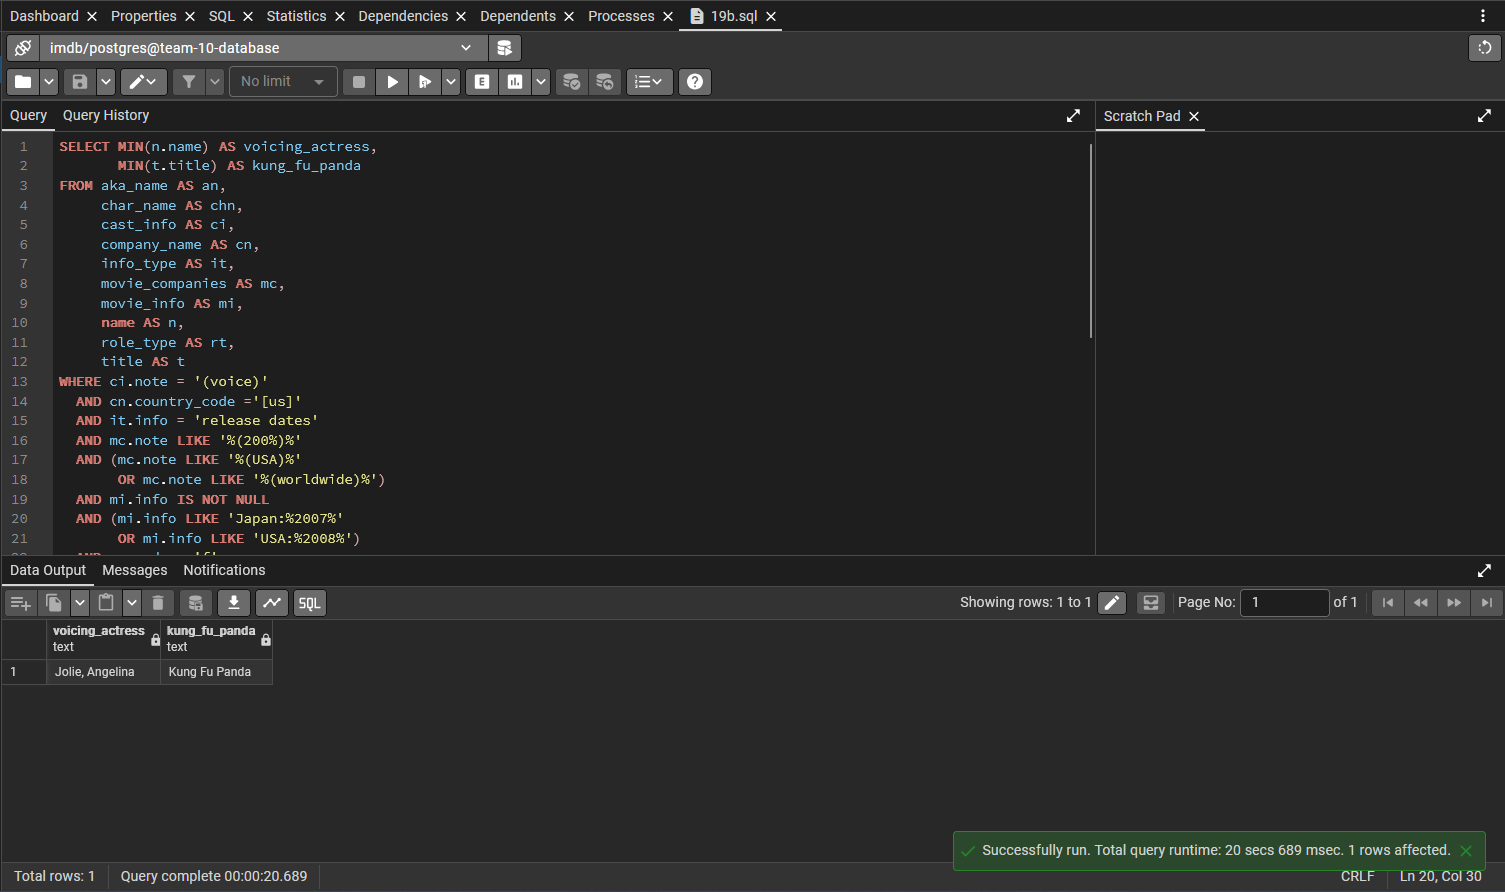 Dashboard Properties SQL Statistics Dependencies Dependents Processes 19b.sql
imdb/postgres@team-10-database
No limit E
Query Query History Scratch Pad
1 SELECT MIN(n.name) AS voicing_actress,
2 MIN(t.title) AS kung_fu_panda
3 FROM aka_name AS an,
4 char_name AS chn,
5 cast_info AS ci,
6 company_name AS cn,
7 info_type AS it,
8 movie_companies AS mc,
9 movie_info AS mi,
10 name AS n,
11 role_type AS rt,
12 title AS t
13 WHERE ci.note = '(voice)'
14 AND cn.country_code ='[us]'
15 AND it.info = 'release dates'
16 AND mc.note LIKE '%(200%)%'
17 AND (mc.note LIKE '%(USA)%'
18 OR mc.note LIKE '%(worldwide)%')
19 AND mi.info IS NOT NULL
20 AND (mi.info LIKE 'Japan:%2007%'
21 OR mi.info LIKE 'USA:%2008%')
Data Output Messages Notifications
SQL Showing rows: 1 to 1 Page No: 1 of 1
voicing_actress kung_fu_panda
text text
1 Jolie, Angelina Kung Fu Panda
Successfully run. Total query runtime: 20 secs 689 msec. 1 rows affected.
Total rows: 1 Query complete 00:00:20.689 CRLF Ln 20, Col 30